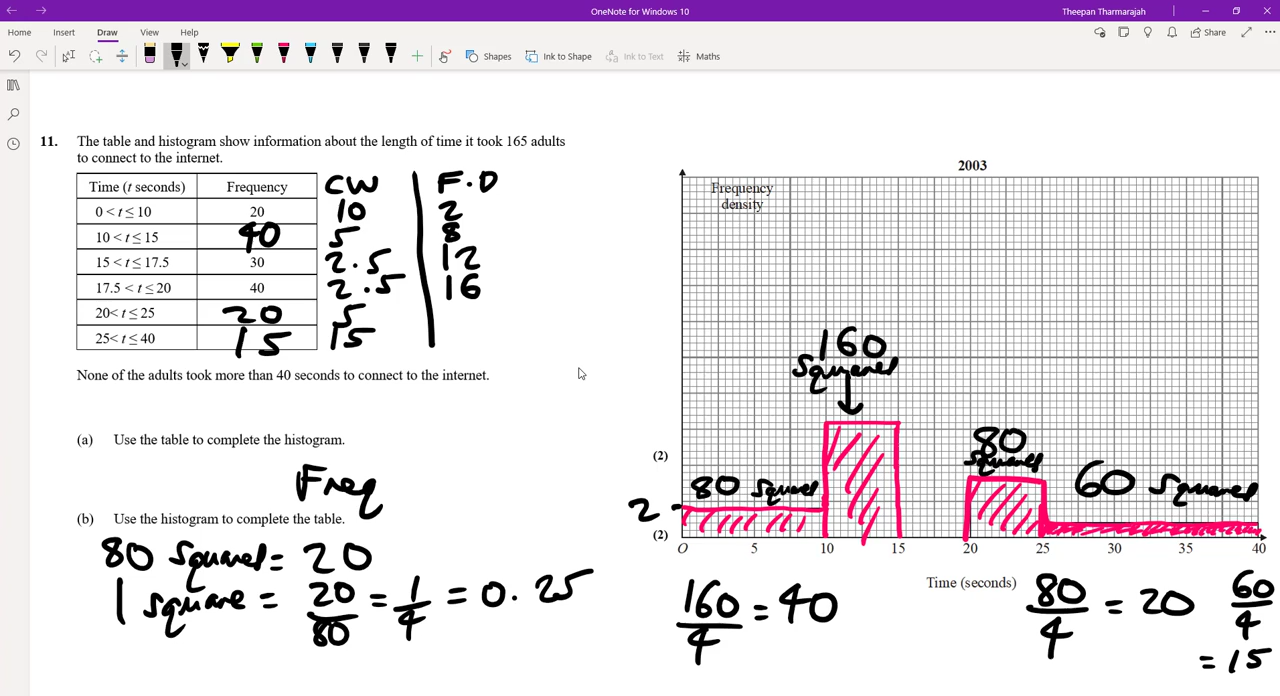 OneNote for Windows 10
Theepan Tharmarajah
Home Insert Draw View Help
Share
Shapes Ink to Shape Ink to Text Maths
11. The table and histogram show information about the length of time it took 165 adults
to connect to the internet.
Time (t seconds) Frequency CW F.D
0 < t ≤ 10 20 10 2
10 < t ≤ 15 40 5 8
15 < t ≤ 17.5 30 2.5 12
17.5 < t ≤ 20 40 2.5 16
20< t ≤ 25 20 5
25< t ≤ 40 15 15
None of the adults took more than 40 seconds to connect to the internet.
(a) Use the table to complete the histogram.
(2)
Freq
(b) Use the histogram to complete the table.
(2)
80 squares = 20
1 square = 20/80 = 1/4 = 0.25
2003
Frequency
density
160
squares
80
squares
80 squares
60 squares
2
O 5 10 15 20 25 30 35 40
Time (seconds)
160/4 = 40
80/4 = 20
60/4
= 15